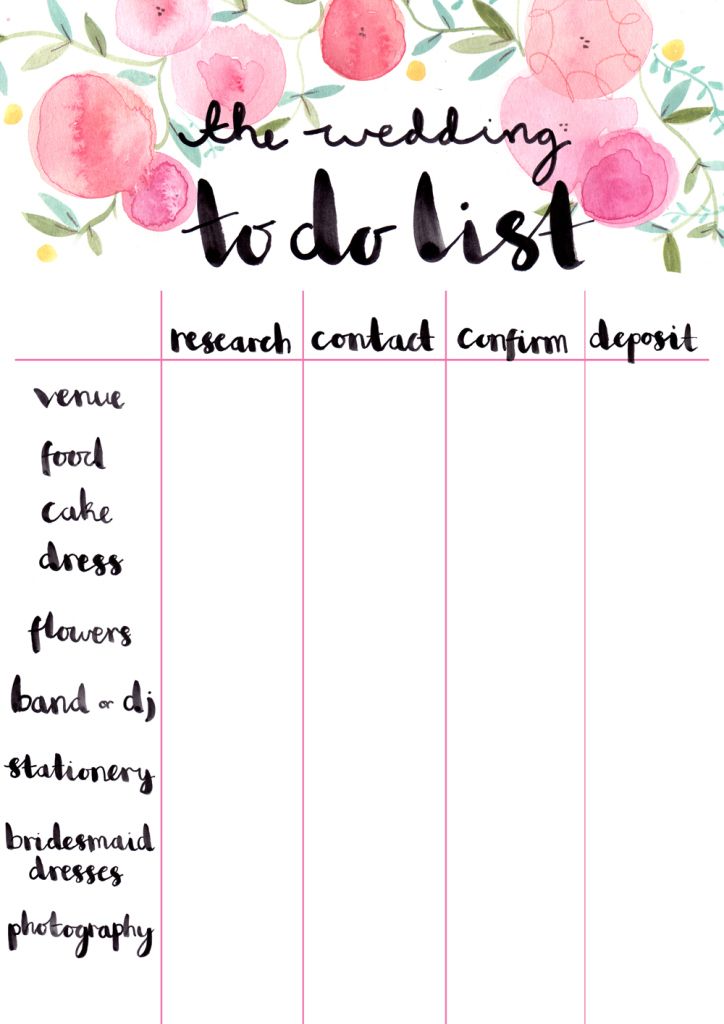 the wedding
to do list
research contact confirm deposit
venue
food
cake
dress
flowers
band or dj
stationery
bridesmaid
dresses
photography